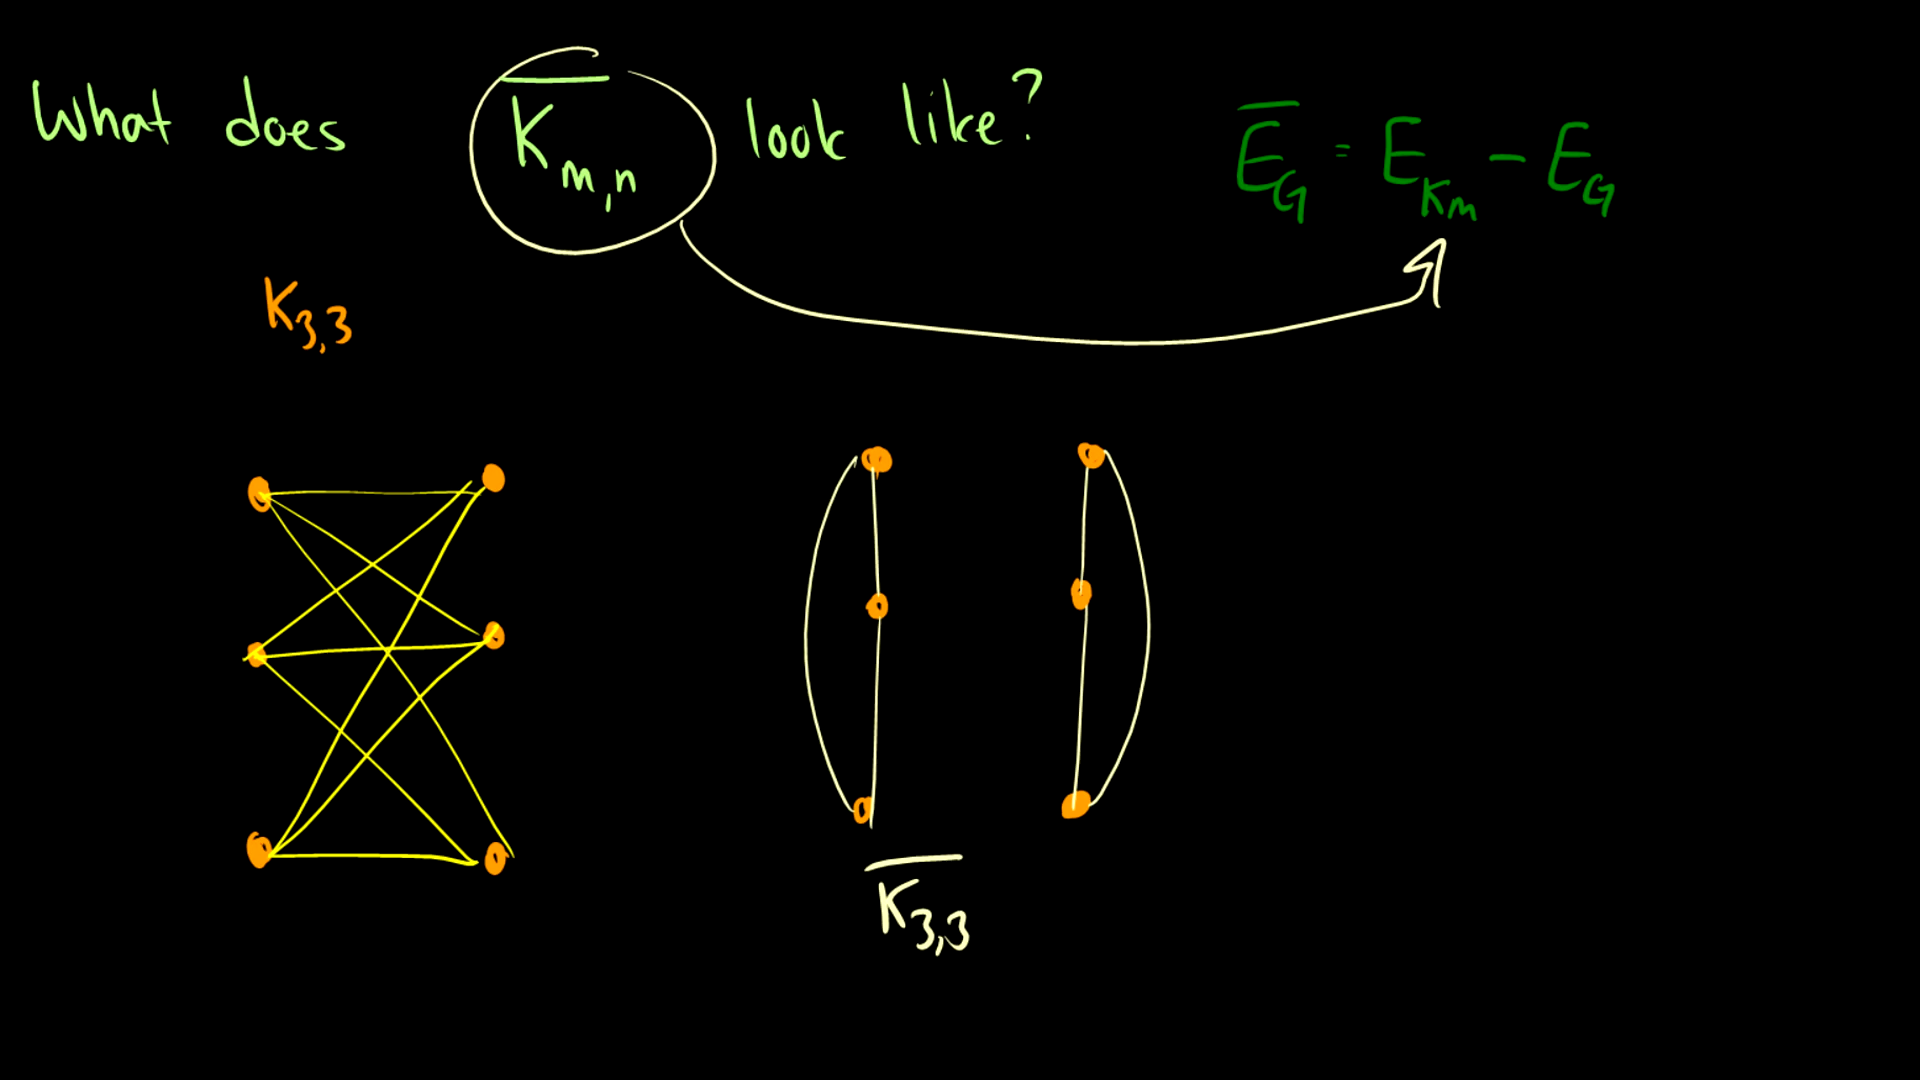 What does $\overline{K_{m,n}}$ look like?
$\overline{E_G} = E_{K_m} - E_G$
$K_{3,3}$
$\overline{K_{3,3}}$